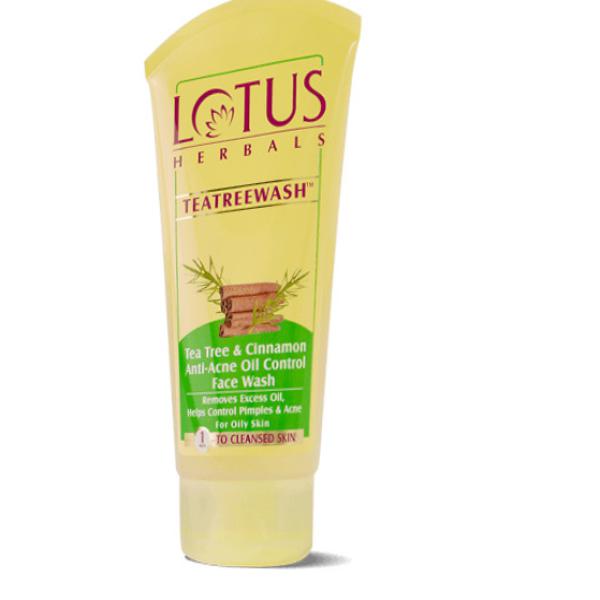 LOTUS
HERBALS
TEATREEWASH™
Tea Tree & Cinnamon
Anti-Acne Oil Control
Face Wash
Removes Excess Oil,
Helps Control Pimples & Acne
For Oily Skin
1 TO CLEANSED SKIN